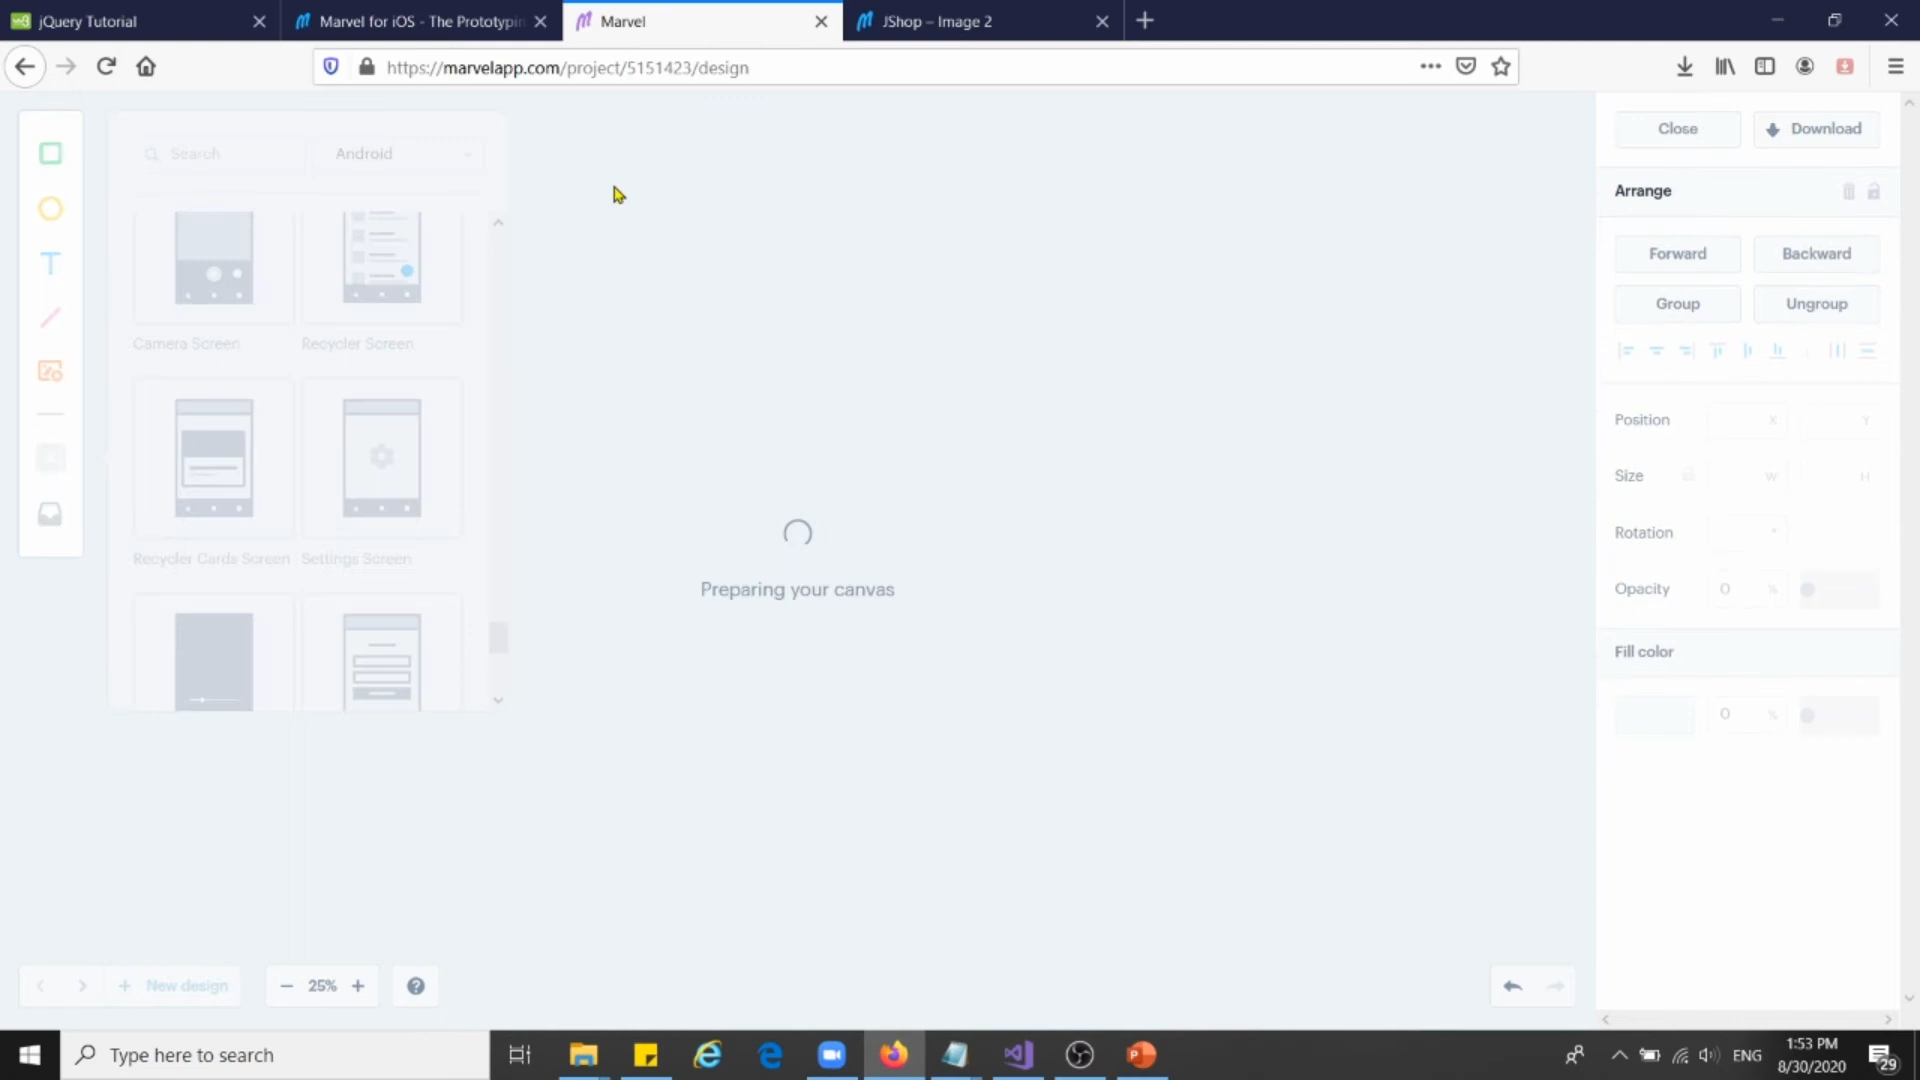 jQuery Tutorial
Marvel for iOS - The Prototypin
Marvel
JShop – Image 2
https://marvelapp.com/project/5151423/design
Search
Android
Camera Screen
Recycler Screen
Recycler Cards Screen
Settings Screen
Preparing your canvas
Close
Download
Arrange
Forward
Backward
Group
Ungroup
Position
X
Y
Size
W
H
Rotation
°
Opacity
0
%
Fill color
0
%
New design
25%
Type here to search
ENG
1:53 PM
8/30/2020
29